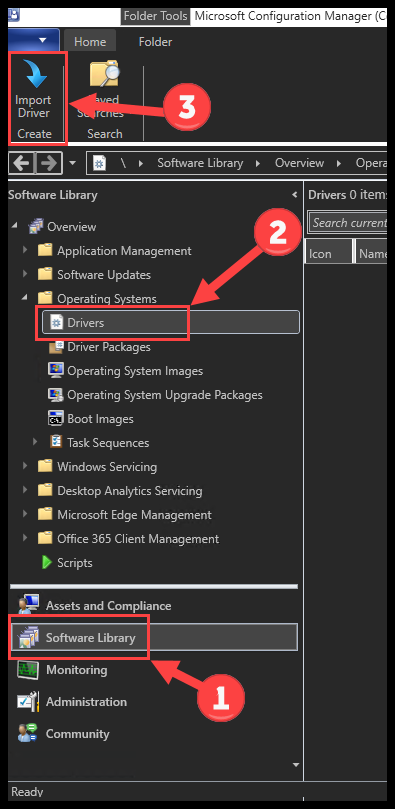 Folder Tools
Microsoft Configuration Manager (C
Home
Folder
Import
Driver
Create
Searches
Search
3
\ Software Library Overview Opera
Software Library
Drivers 0 items
Search current
Icon
Name
Overview
Application Management
Software Updates
2
Operating Systems
Drivers
Driver Packages
Operating System Images
Operating System Upgrade Packages
Boot Images
Task Sequences
Windows Servicing
Desktop Analytics Servicing
Microsoft Edge Management
Office 365 Client Management
Scripts
Assets and Compliance
Software Library
Monitoring
1
Administration
Community
Ready